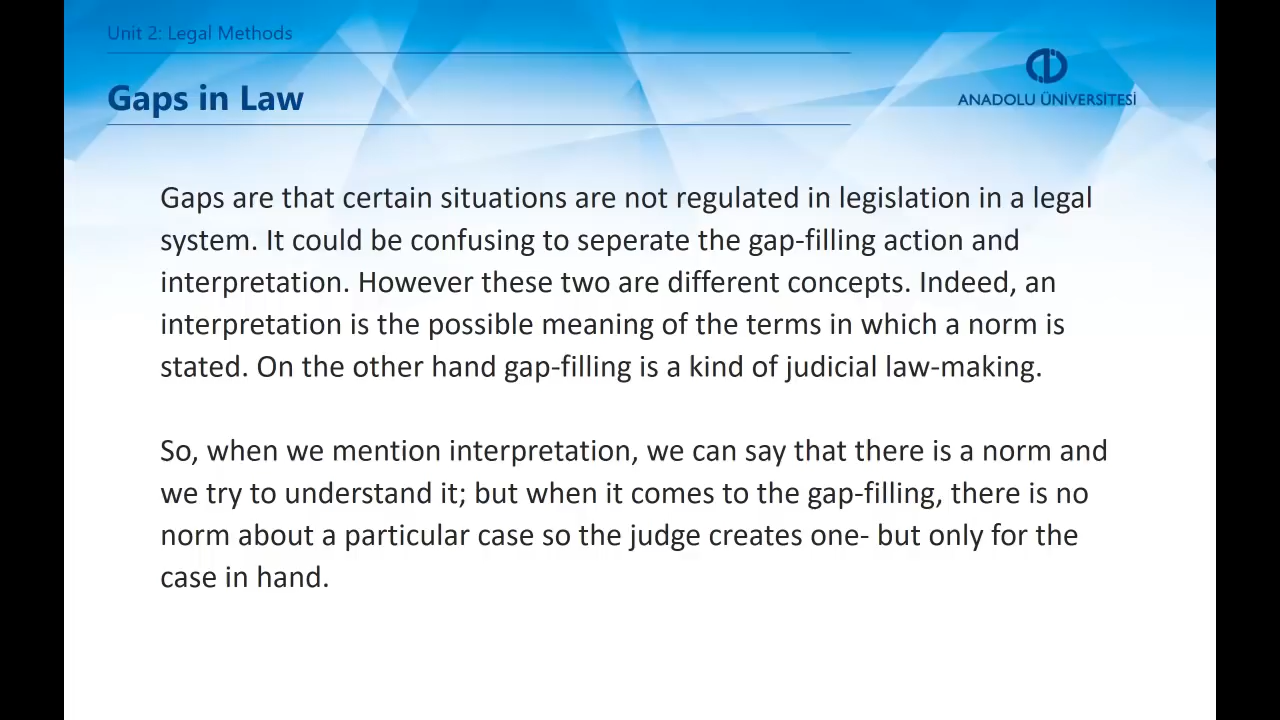 Unit 2: Legal Methods
Gaps in Law
ANADOLU ÜNİVERSİTESİ
Gaps are that certain situations are not regulated in legislation in a legal
system. It could be confusing to seperate the gap-filling action and
interpretation. However these two are different concepts. Indeed, an
interpretation is the possible meaning of the terms in which a norm is
stated. On the other hand gap-filling is a kind of judicial law-making.
So, when we mention interpretation, we can say that there is a norm and
we try to understand it; but when it comes to the gap-filling, there is no
norm about a particular case so the judge creates one- but only for the
case in hand.